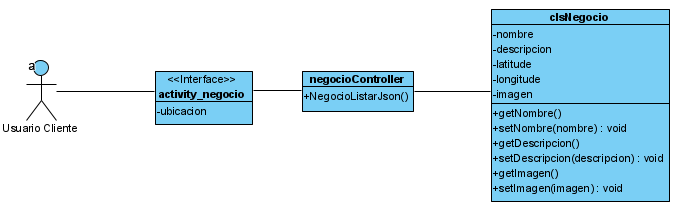 a
Usuario Cliente
<<Interface>>
activity_negocio
-ubicacion
negocioController
+NegocioListarJson()
clsNegocio
-nombre
-descripcion
-latitude
-longitude
-imagen
+getNombre()
+setNombre(nombre) : void
+getDescripcion()
+setDescripcion(descripcion) : void
+getImagen()
+setImagen(imagen) : void